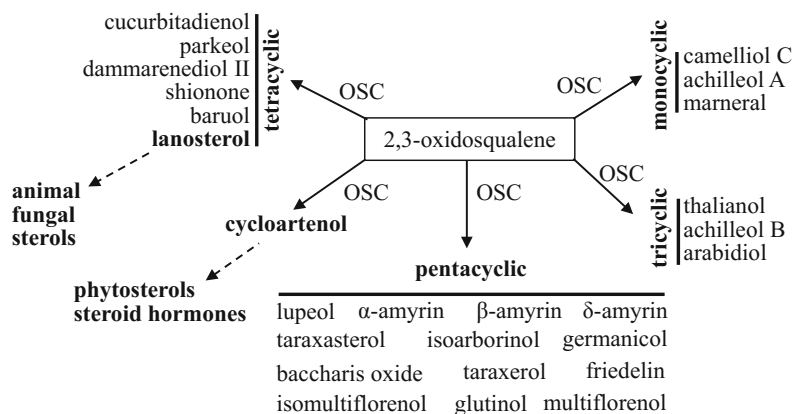 cucurbitadienol
parkeol
dammarenediol II
shionone
baruol
lanosterol
tetracyclic
OSC
animal
fungal
sterols
2,3-oxidosqualene
OSC
monocyclic
camelliol C
achilleol A
marneral
OSC
cycloartenol
phytosterols
steroid hormones
OSC
OSC
tricyclic
thalianol
achilleol B
arabidiol
pentacyclic
lupeol α-amyrin β-amyrin δ-amyrin
taraxasterol isoarborinol germanicol
baccharis oxide taraxerol friedelin
isomultiflorenol glutinol multiflorenol